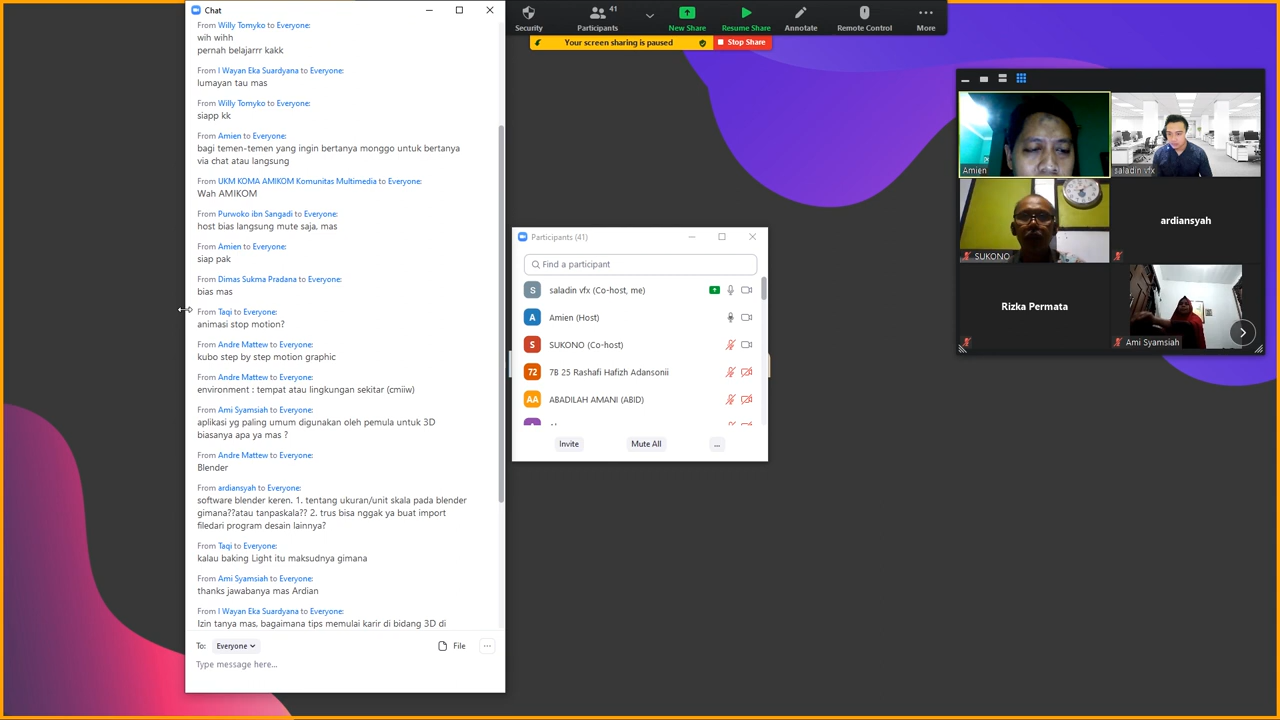 Chat
From Willy Tomyko to Everyone:
wih wihh
pernah belajarrr kakk
From I Wayan Eka Suardyana to Everyone:
lumayan tau mas
From Willy Tomyko to Everyone:
siapp kk
From Amien to Everyone:
bagi temen-temen yang ingin bertanya monggo untuk bertanya
via chat atau langsung
From UKM KOMA AMIKOM Komunitas Multimedia to Everyone:
Wah AMIKOM
From Purwoko ibn Sangadi to Everyone:
host bias langsung mute saja, mas
From Amien to Everyone:
siap pak
From Dimas Sukma Pradana to Everyone:
bias mas
From Taqi to Everyone:
animasi stop motion?
From Andre Mattew to Everyone:
kubo step by step motion graphic
From Andre Mattew to Everyone:
environment : tempat atau lingkungan sekitar (cmiiw)
From Ami Syamsiah to Everyone:
aplikasi yg paling umum digunakan oleh pemula untuk 3D
biasanya apa ya mas ?
From Andre Mattew to Everyone:
Blender
From ardiansyah to Everyone:
software blender keren. 1. tentang ukuran/unit skala pada blender
gimana??atau tanpaskala?? 2. trus bisa nggak ya buat import
filedari program desain lainnya?
From Taqi to Everyone:
kalau baking Light itu maksudnya gimana
From Ami Syamsiah to Everyone:
thanks jawabanya mas Ardian
From I Wayan Eka Suardyana to Everyone:
Izin tanya mas, bagaimana tips memulai karir di bidang 3D di
To: Everyone File ...
Type message here...
41
Security Participants New Share Resume Share Annotate Remote Control More
Your screen sharing is paused Stop Share
Participants (41)
Find a participant
S saladin vfx (Co-host, me)
A Amien (Host)
S SUKONO (Co-host)
72 7B 25 Rashafi Hafizh Adansonii
AA ABADILAH AMANI (ABID)
Invite Mute All ...
Amien
saladin vfx
SUKONO
ardiansyah
Rizka Permata
Ami Syamsiah